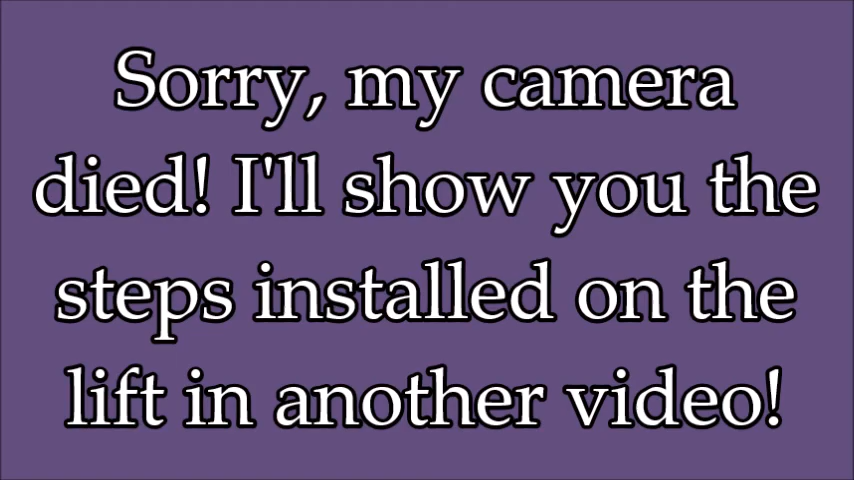 Sorry, my camera
died! I'll show you the
steps installed on the
lift in another video!